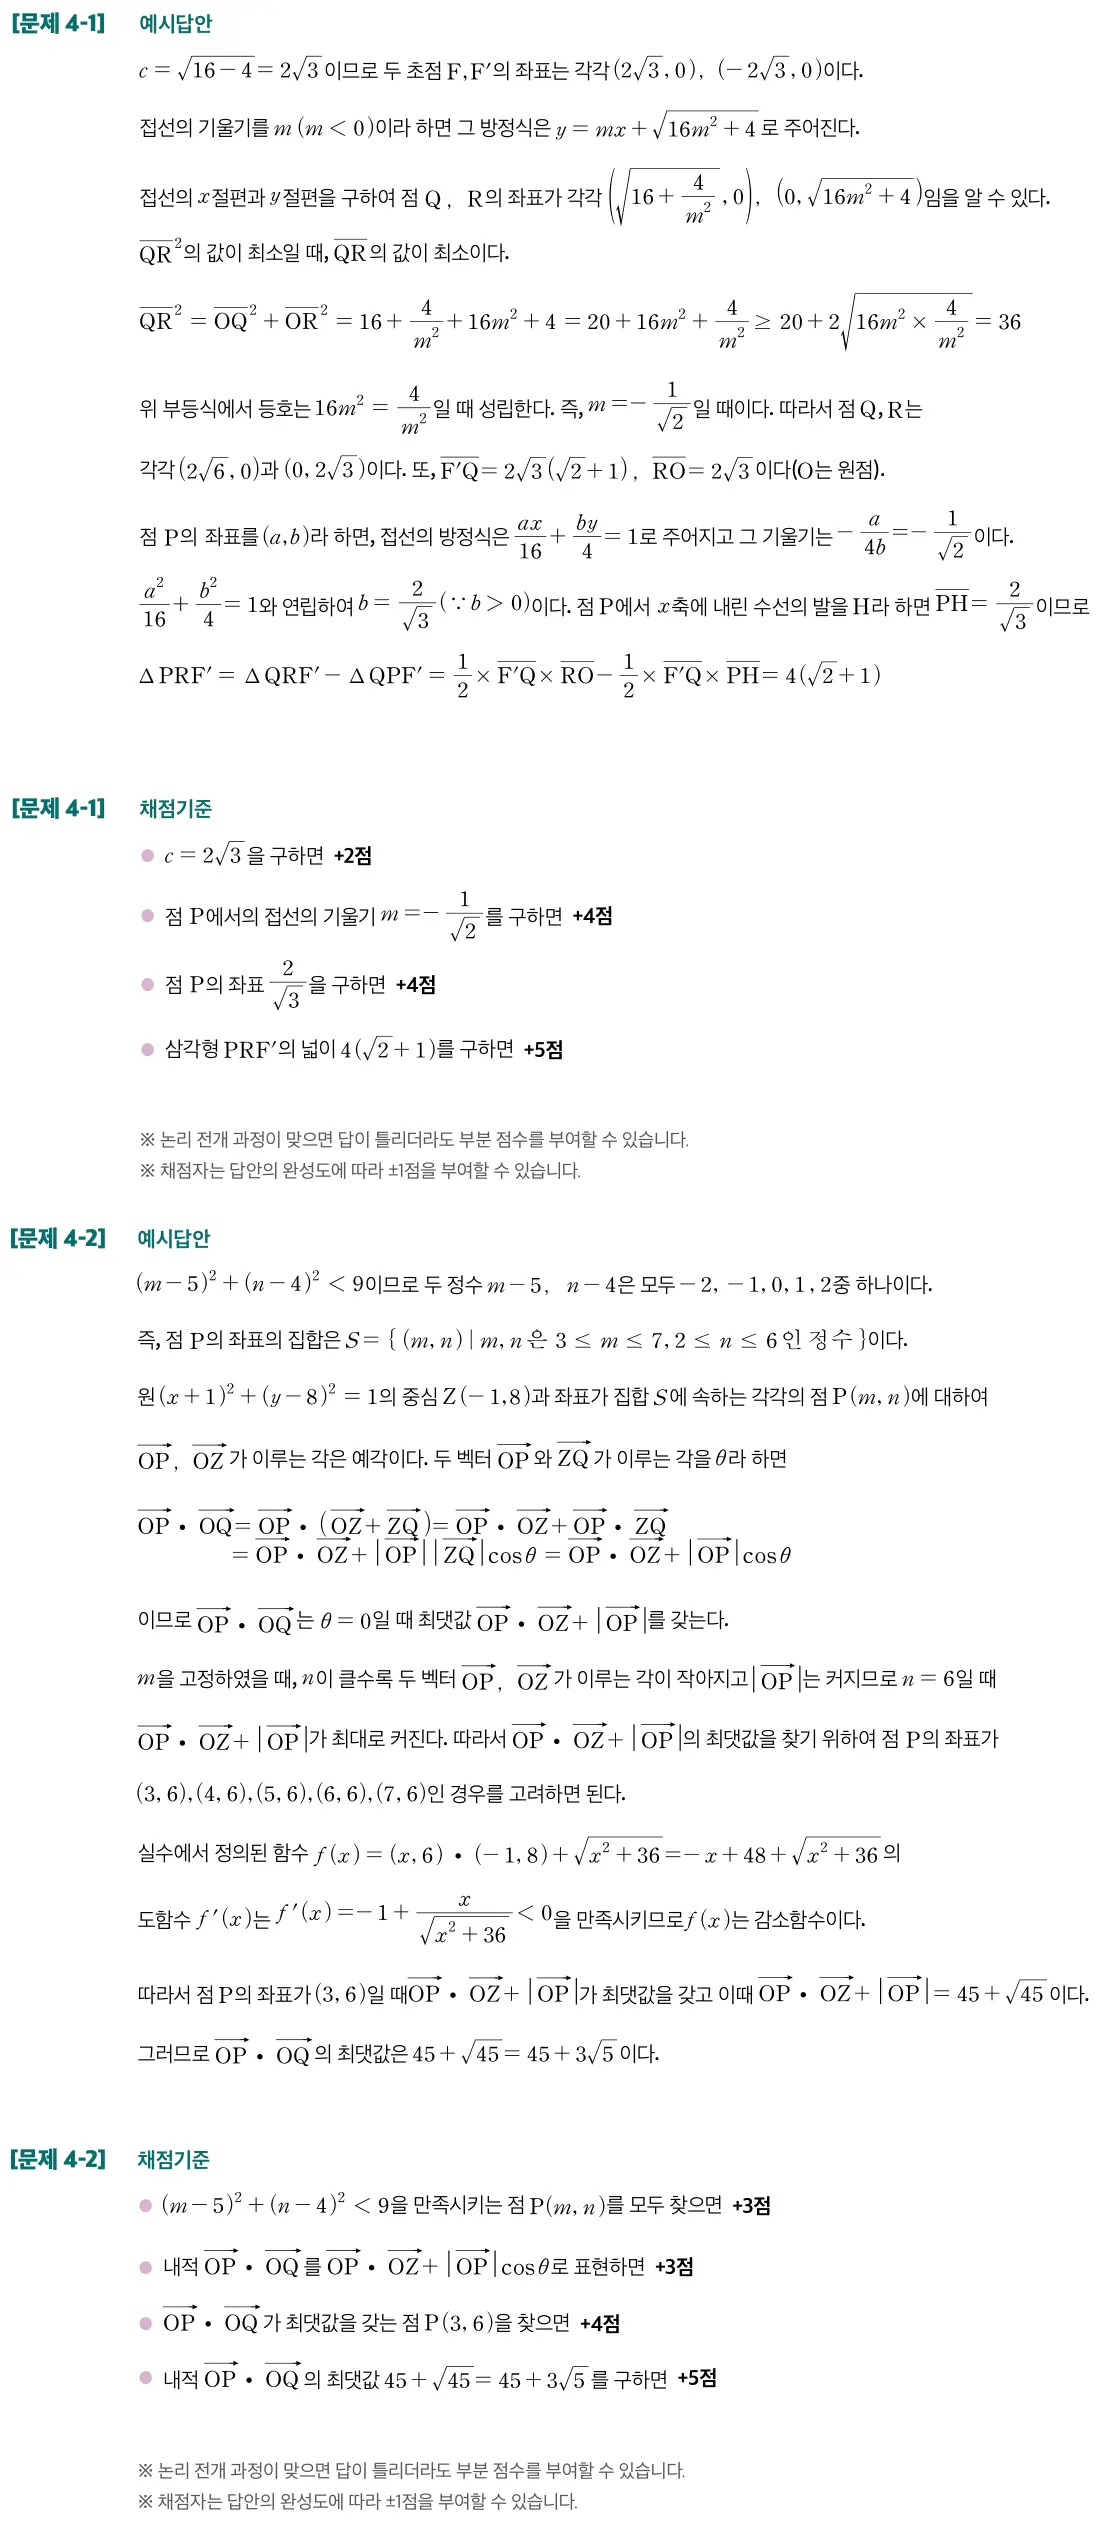 [문제 4-1] 예시답안
c = √(16-4) = 2√3 이므로 두 초점 F, F′의 좌표는 각각 (2√3, 0), (-2√3, 0)이다.
접선의 기울기를 m (m < 0)이라 하면 그 방정식은 y = mx + √(16m² + 4) 로 주어진다.
접선의 x절편과 y절편을 구하여 점 Q, R의 좌표가 각각 (√(16 + 4/m²), 0), (0, √(16m² + 4))임을 알 수 있다.
Q̅R̅²의 값이 최소일 때, Q̅R̅의 값이 최소이다.
Q̅R̅² = O̅Q̅² + O̅R̅² = 16 + 4/m² + 16m² + 4 = 20 + 16m² + 4/m² ≥ 20 + 2√(16m² × 4/m²) = 36
위 부등식에서 등호는 16m² = 4/m² 일 때 성립한다. 즉, m = -1/√2 일 때이다. 따라서 점 Q, R는
각각 (2√6, 0)과 (0, 2√3)이다. 또, F̅′Q̅ = 2√3(√2+1), R̅O̅ = 2√3 이다(O는 원점).
점 P의 좌표를 (a, b)라 하면, 접선의 방정식은 ax/16 + by/4 = 1로 주어지고 그 기울기는 -a/4b = -1/√2 이다.
a²/16 + b²/4 = 1와 연립하여 b = 2/√3 (∵ b > 0)이다. 점 P에서 x축에 내린 수선의 발을 H라 하면 P̅H̅ = 2/√3 이므로
Δ PRF′ = Δ QRF′ - Δ QPF′ = 1/2 × F̅′Q̅ × R̅O̅ - 1/2 × F̅′Q̅ × P̅H̅ = 4(√2+1)
[문제 4-1] 채점기준
● c = 2√3 을 구하면 +2점
● 점 P에서의 접선의 기울기 m = -1/√2 를 구하면 +4점
● 점 P의 좌표 2/√3 을 구하면 +4점
● 삼각형 PRF′의 넓이 4(√2+1)를 구하면 +5점
※ 논리 전개 과정이 맞으면 답이 틀리더라도 부분 점수를 부여할 수 있습니다.
※ 채점자는 답안의 완성도에 따라 ±1점을 부여할 수 있습니다.
[문제 4-2] 예시답안
(m-5)² + (n-4)² < 9이므로 두 정수 m-5, n-4은 모두 -2, -1, 0, 1, 2중 하나이다.
즉, 점 P의 좌표의 집합은 S = { (m, n) | m, n은 3 ≤ m ≤ 7, 2 ≤ n ≤ 6인 정수 }이다.
원 (x+1)² + (y-8)² = 1의 중심 Z(-1, 8)과 좌표가 집합 S에 속하는 각각의 점 P(m, n)에 대하여
OP⃗, OZ⃗ 가 이루는 각은 예각이다. 두 벡터 OP⃗ 와 ZQ⃗ 가 이루는 각을 θ라 하면
OP⃗ • OQ⃗ = OP⃗ • (OZ⃗ + ZQ⃗) = OP⃗ • OZ⃗ + OP⃗ • ZQ⃗
= OP⃗ • OZ⃗ + |OP⃗| |ZQ⃗| cosθ = OP⃗ • OZ⃗ + |OP⃗| cosθ
이므로 OP⃗ • OQ⃗ 는 θ = 0일 때 최댓값 OP⃗ • OZ⃗ + |OP⃗|를 갖는다.
m을 고정하였을 때, n이 클수록 두 벡터 OP⃗, OZ⃗ 가 이루는 각이 작아지고 |OP⃗|는 커지므로 n = 6일 때
OP⃗ • OZ⃗ + |OP⃗|가 최대로 커진다. 따라서 OP⃗ • OZ⃗ + |OP⃗|의 최댓값을 찾기 위하여 점 P의 좌표가
(3, 6), (4, 6), (5, 6), (6, 6), (7, 6)인 경우를 고려하면 된다.
실수에서 정의된 함수 f(x) = (x, 6) • (-1, 8) + √(x² + 36) = -x + 48 + √(x² + 36) 의
도함수 f′(x)는 f′(x) = -1 + x/√(x² + 36) < 0을 만족시키므로 f(x)는 감소함수이다.
따라서 점 P의 좌표가 (3, 6)일 때 OP⃗ • OZ⃗ + |OP⃗|가 최댓값을 갖고 이때 OP⃗ • OZ⃗ + |OP⃗| = 45 + √45 이다.
그러므로 OP⃗ • OQ⃗ 의 최댓값은 45 + √45 = 45 + 3√5 이다.
[문제 4-2] 채점기준
● (m-5)² + (n-4)² < 9을 만족시키는 점 P(m, n)를 모두 찾으면 +3점
● 내적 OP⃗ • OQ⃗ 를 OP⃗ • OZ⃗ + |OP⃗| cosθ로 표현하면 +3점
● OP⃗ • OQ⃗ 가 최댓값을 갖는 점 P(3, 6)을 찾으면 +4점
● 내적 OP⃗ • OQ⃗ 의 최댓값 45 + √45 = 45 + 3√5 를 구하면 +5점
※ 논리 전개 과정이 맞으면 답이 틀리더라도 부분 점수를 부여할 수 있습니다.
※ 채점자는 답안의 완성도에 따라 ±1점을 부여할 수 있습니다.